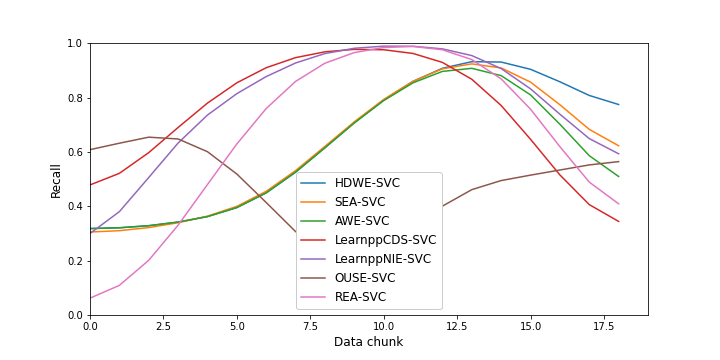 1.0
0.8
0.6
0.4
0.2
0.0
Recall
HDWE-SVC
SEA-SVC
AWE-SVC
LearnppCDS-SVC
LearnppNIE-SVC
OUSE-SVC
REA-SVC
0.0 2.5 5.0 7.5 10.0 12.5 15.0 17.5
Data chunk